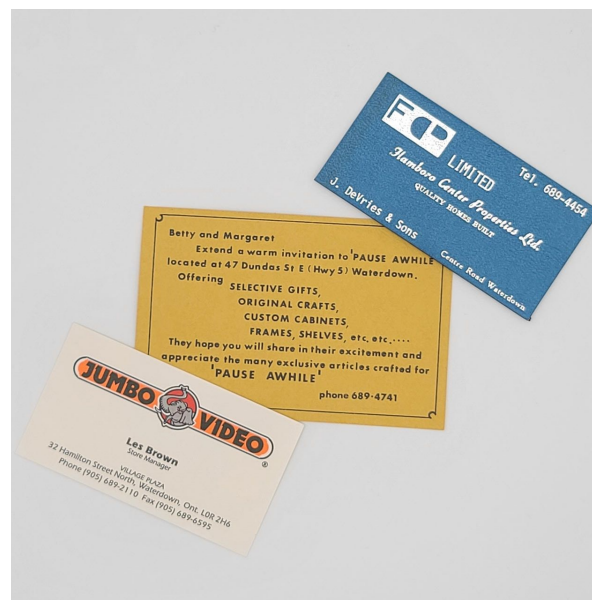 FCP
LIMITED
Tel. 689-4454
Flamboro Center Properties Ltd.
QUALITY HOMES BUILT
J. DeVries & Sons
Centre Road Waterdown
Betty and Margaret
Extend a warm invitation to 'PAUSE AWHILE'
located at 47 Dundas St E (Hwy 5) Waterdown.
Offering
SELECTIVE GIFTS,
ORIGINAL CRAFTS,
CUSTOM CABINETS,
FRAMES, SHELVES, etc. etc.....
They hope you will share in their excitement and
appreciate the many exclusive articles crafted for
'PAUSE AWHILE'
phone 689-4741
JUMBO VIDEO®
Les Brown
Store Manager
VILLAGE PLAZA
32 Hamilton Street North, Waterdown, Ont. L0R 2H6
Phone (905) 689-2110 Fax (905) 689-6595